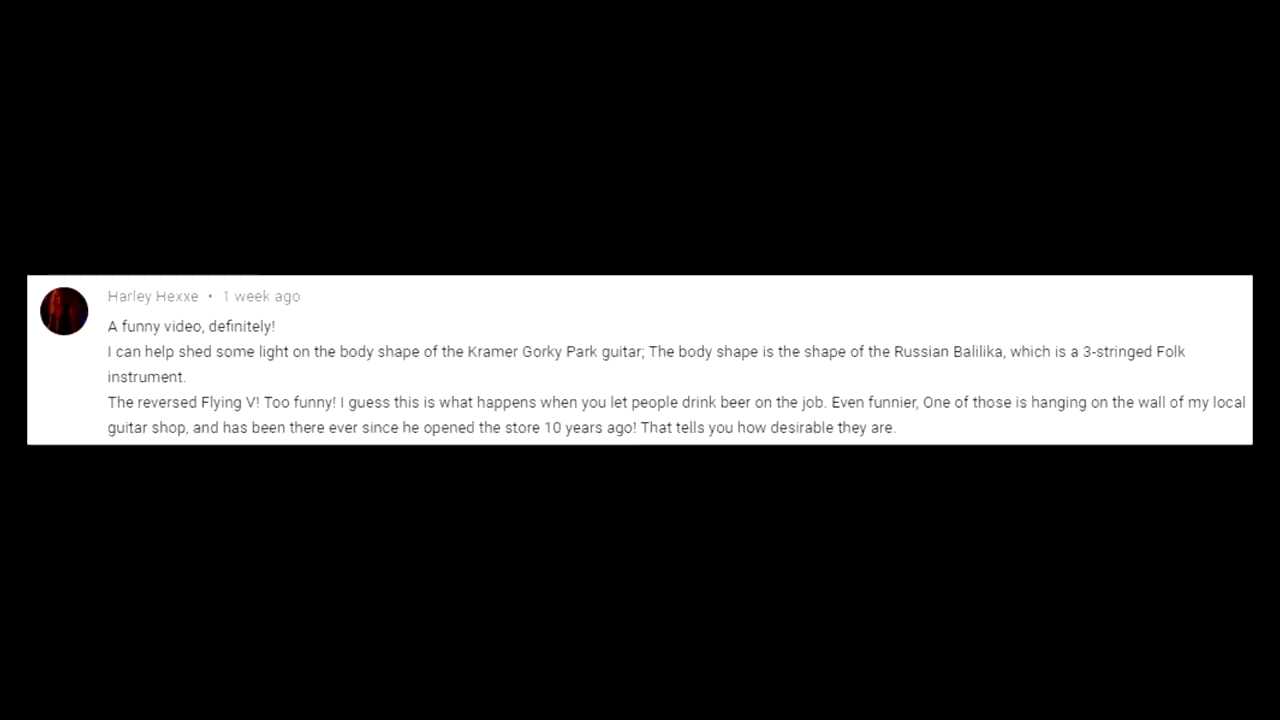 Harley Hexxe • 1 week ago
A funny video, definitely!
I can help shed some light on the body shape of the Kramer Gorky Park guitar; The body shape is the shape of the Russian Balilika, which is a 3-stringed Folk
instrument.
The reversed Flying V! Too funny! I guess this is what happens when you let people drink beer on the job. Even funnier, One of those is hanging on the wall of my local
guitar shop, and has been there ever since he opened the store 10 years ago! That tells you how desirable they are.